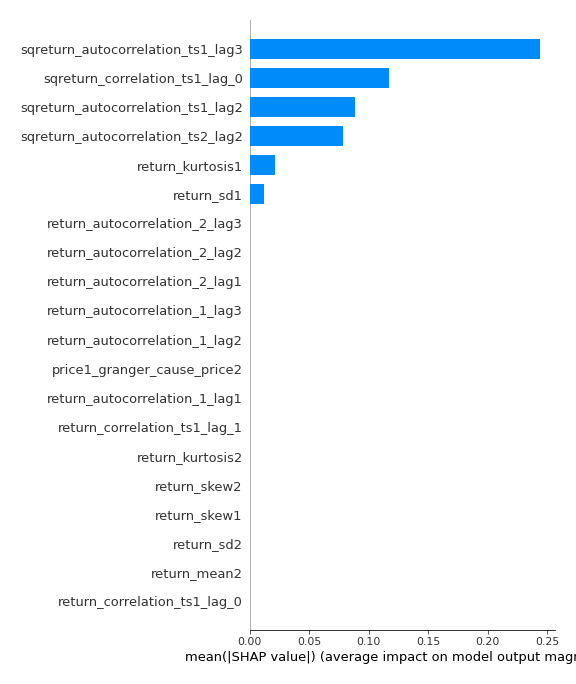 sqreturn_autocorrelation_ts1_lag3
sqreturn_correlation_ts1_lag_0
sqreturn_autocorrelation_ts1_lag2
sqreturn_autocorrelation_ts2_lag2
return_kurtosis1
return_sd1
return_autocorrelation_2_lag3
return_autocorrelation_2_lag2
return_autocorrelation_2_lag1
return_autocorrelation_1_lag3
return_autocorrelation_1_lag2
price1_granger_cause_price2
return_autocorrelation_1_lag1
return_correlation_ts1_lag_1
return_kurtosis2
return_skew2
return_skew1
return_sd2
return_mean2
return_correlation_ts1_lag_0
0.00 0.05 0.10 0.15 0.20 0.25
mean(|SHAP value|) (average impact on model output magn